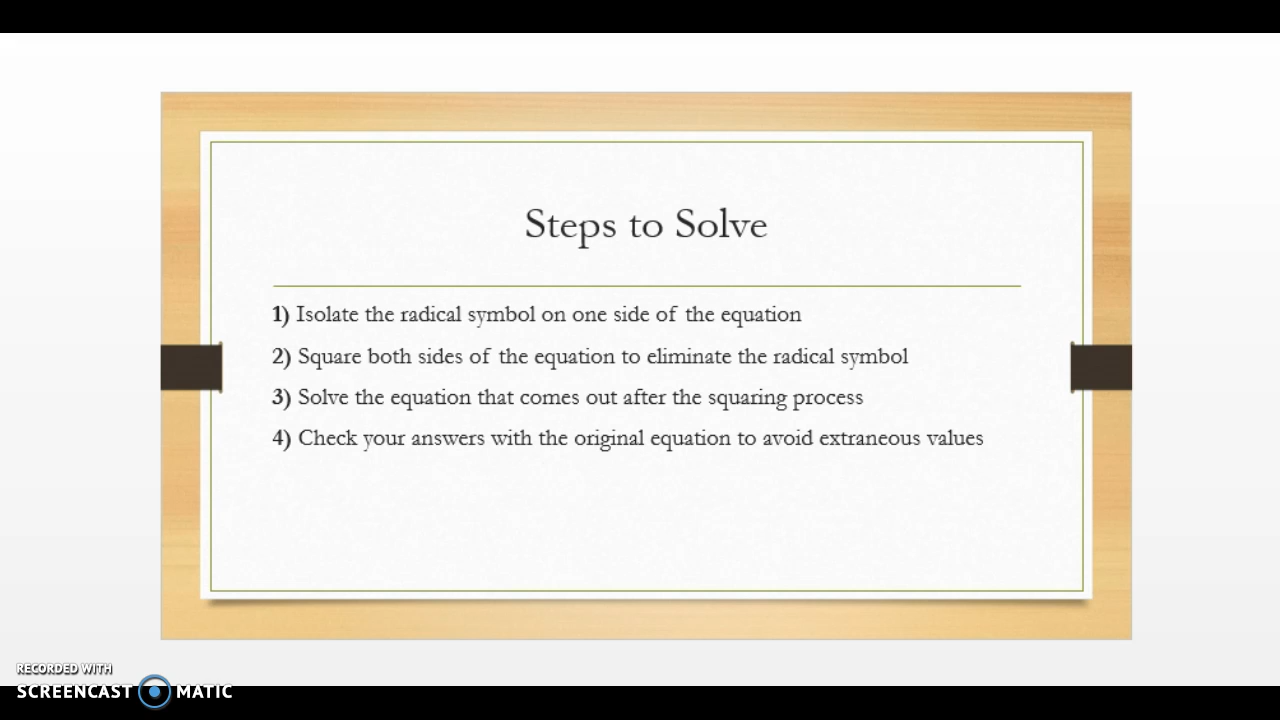 Steps to Solve
1) Isolate the radical symbol on one side of the equation
2) Square both sides of the equation to eliminate the radical symbol
3) Solve the equation that comes out after the squaring process
4) Check your answers with the original equation to avoid extraneous values
RECORDED WITH
SCREENCAST MATIC